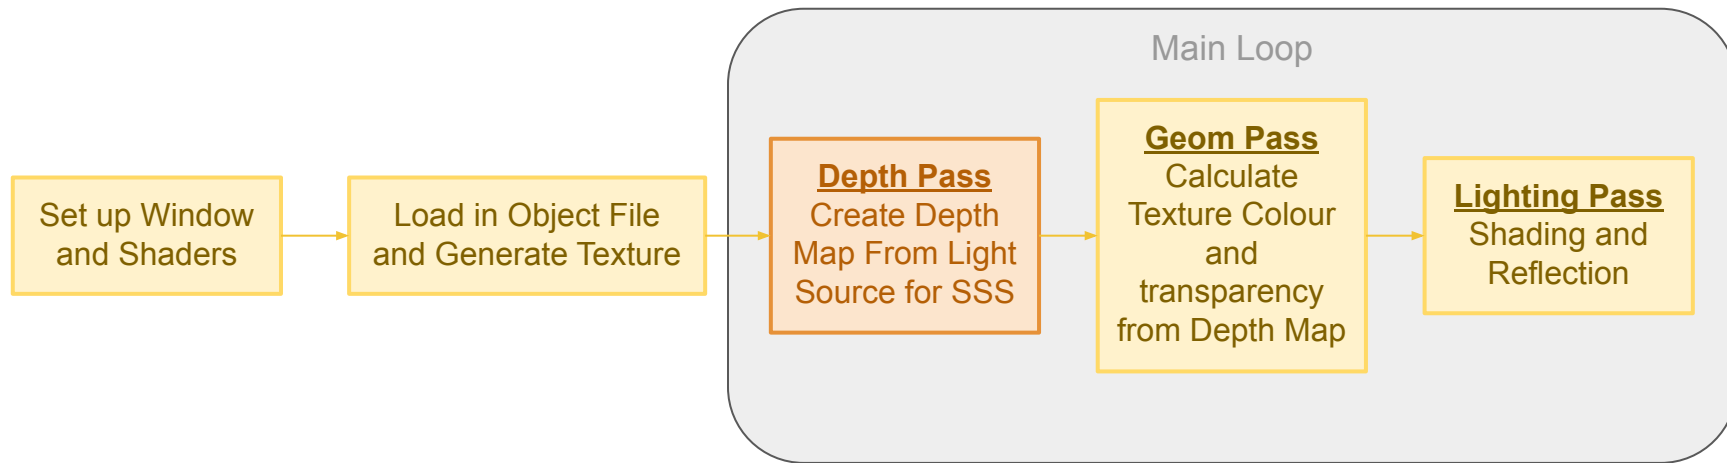 Main Loop
Set up Window
and Shaders
Load in Object File
and Generate Texture
Depth Pass
Create Depth
Map From Light
Source for SSS
Geom Pass
Calculate
Texture Colour
and
transparency
from Depth Map
Lighting Pass
Shading and
Reflection